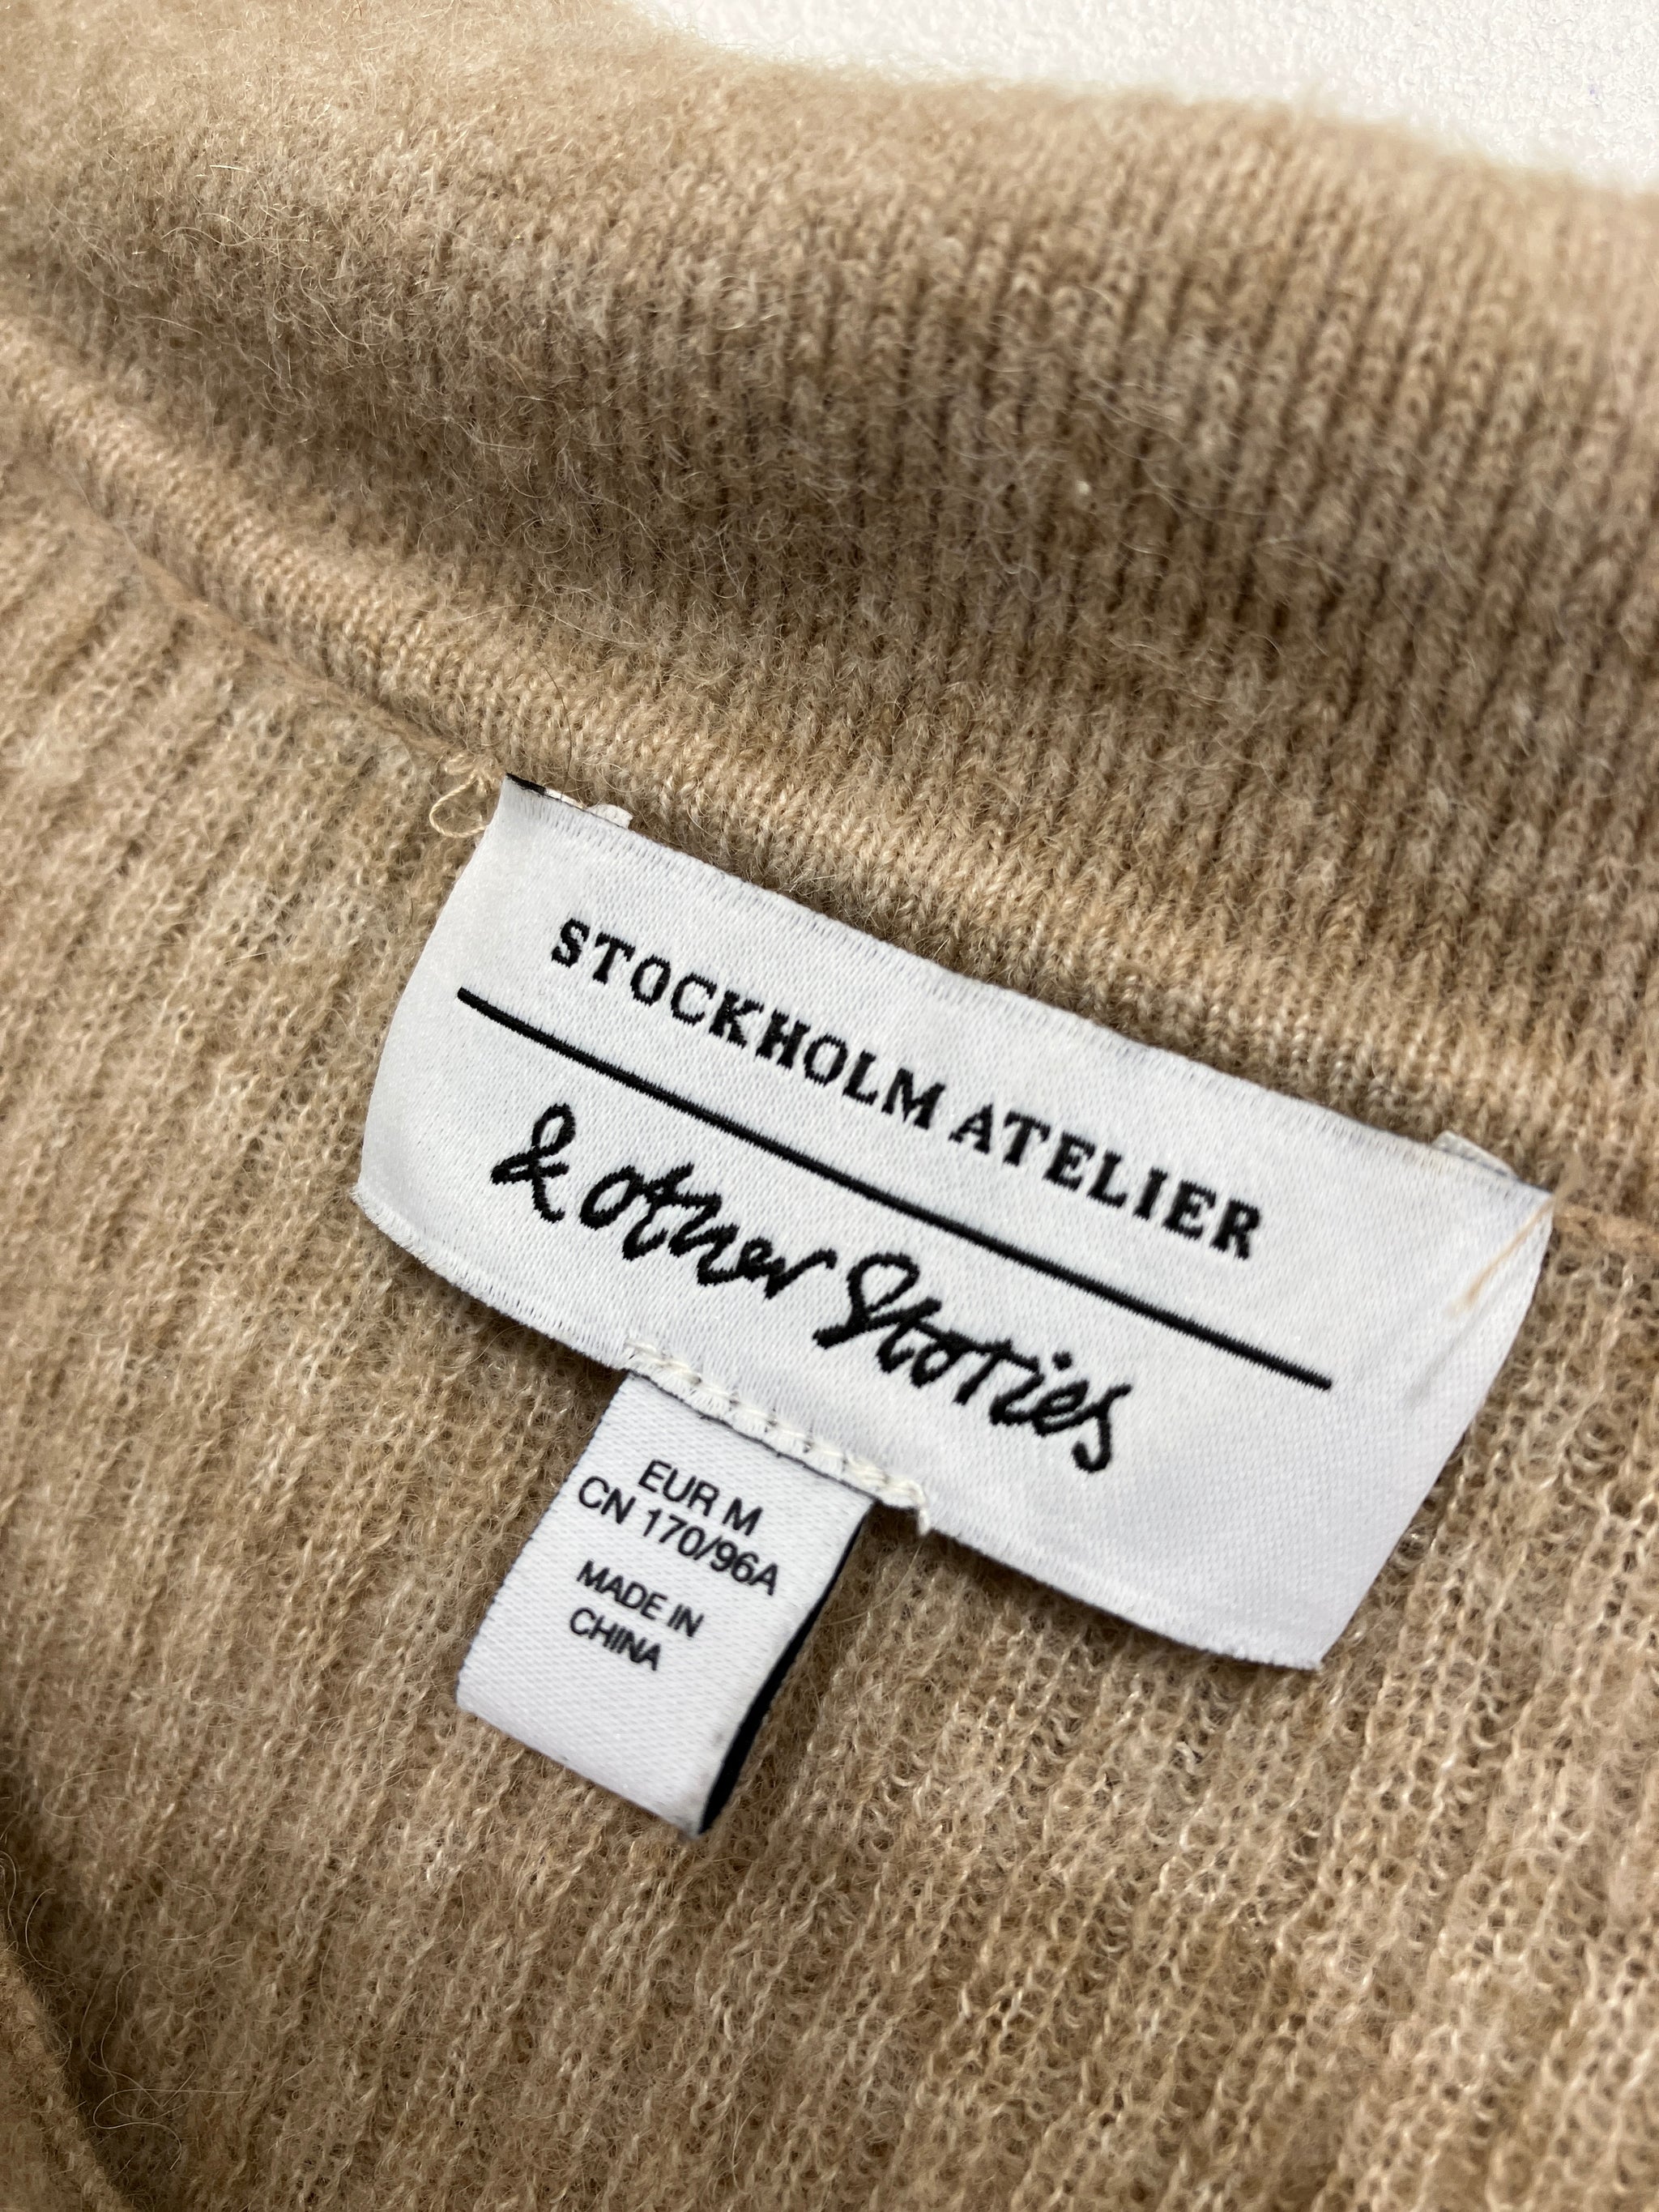 STOCKHOLM ATELIER
& other Stories
EUR M
CN 170/96A
MADE IN
CHINA